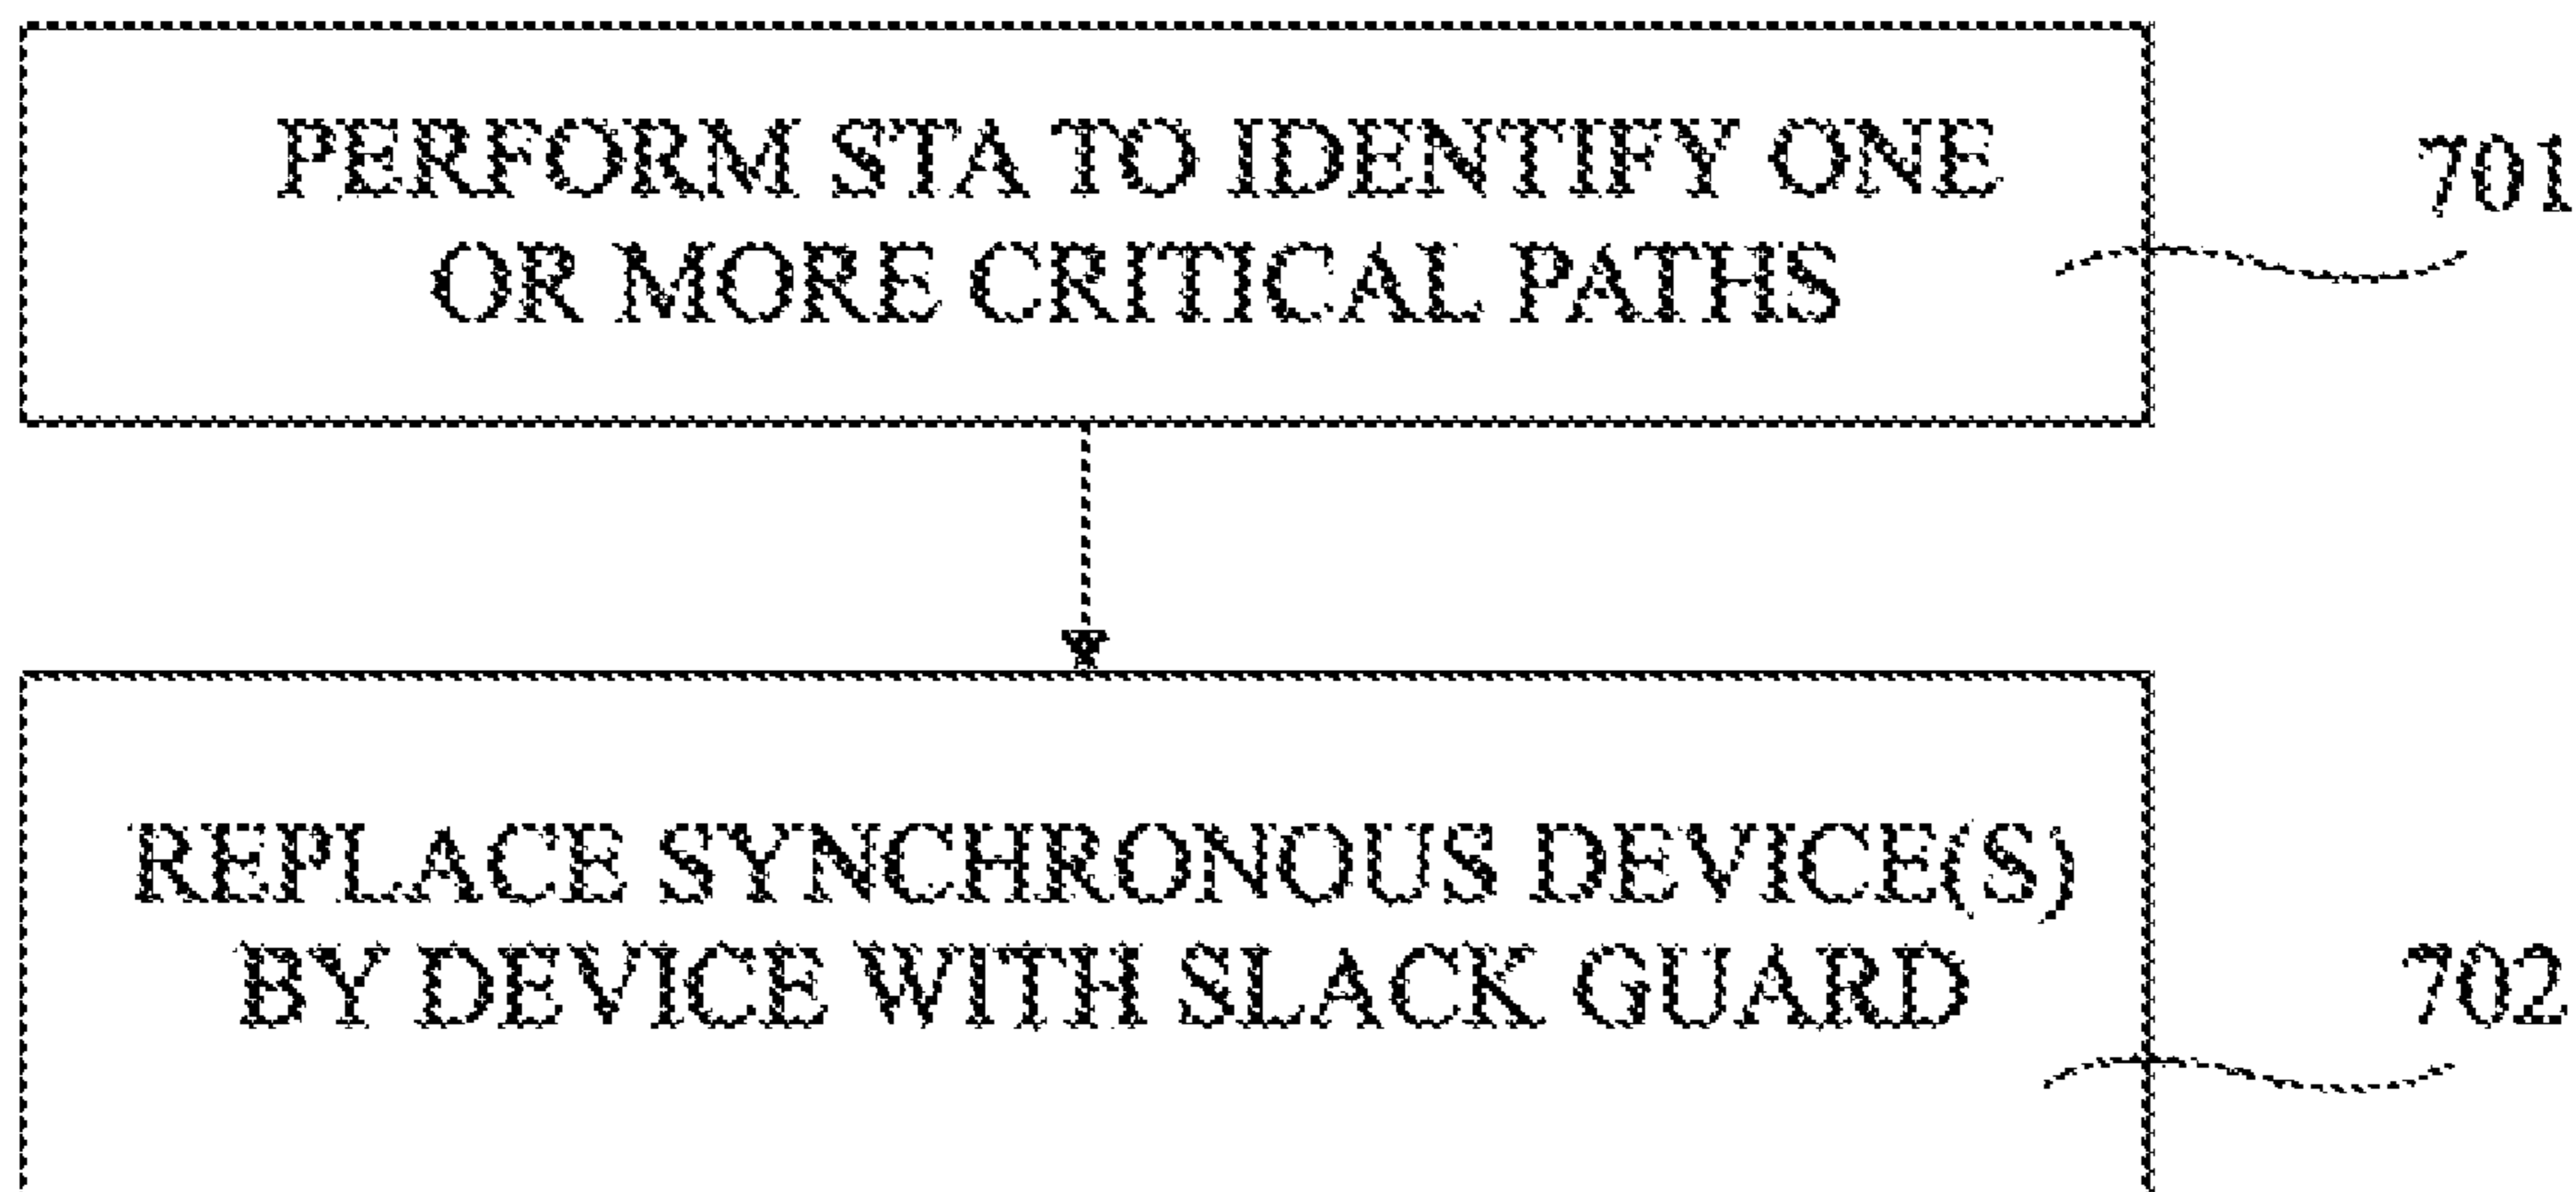 PERFORM STA TO IDENTIFY ONE
OR MORE CRITICAL PATHS
701
REPLACE SYNCHRONOUS DEVICE(S)
BY DEVICE WITH SLACK GUARD
702